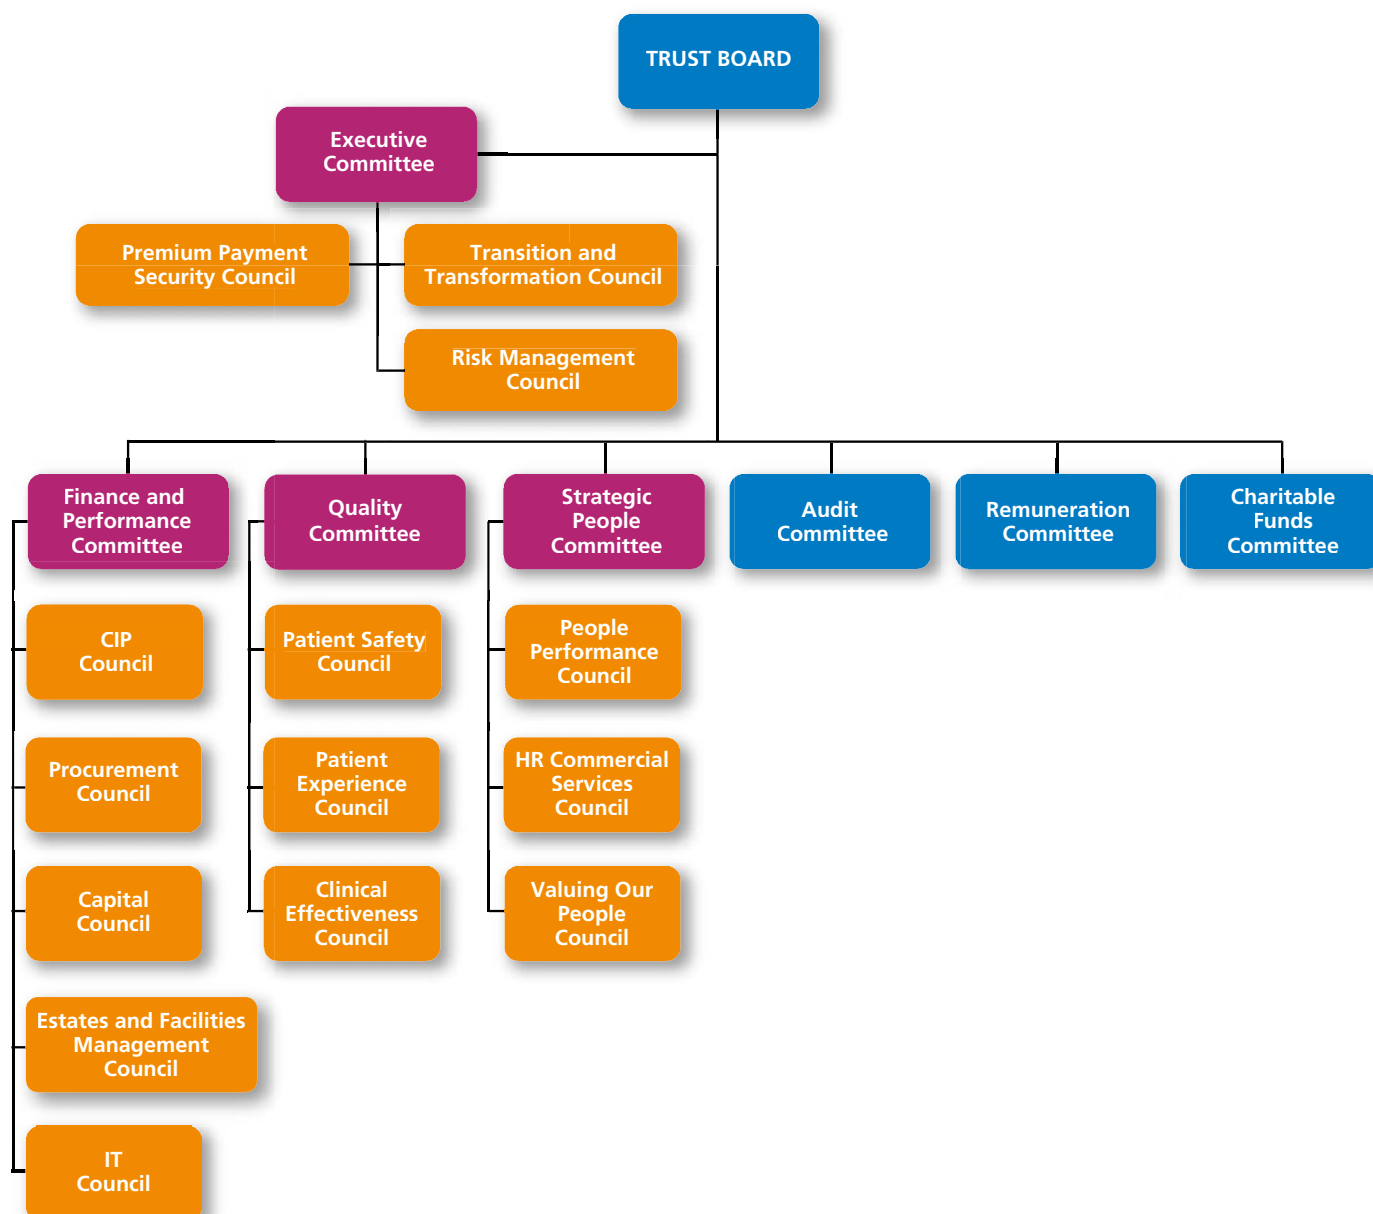 TRUST BOARD
Executive
Committee
Premium Payment
Security Council
Transition and
Transformation Council
Risk Management
Council
Finance and
Performance
Committee
Quality
Committee
Strategic
People
Committee
Audit
Committee
Remuneration
Committee
Charitable
Funds
Committee
CIP
Council
Patient Safety
Council
People
Performance
Council
Procurement
Council
Patient
Experience
Council
HR Commercial
Services
Council
Capital
Council
Clinical
Effectiveness
Council
Valuing Our
People
Council
Estates and Facilities
Management
Council
IT
Council